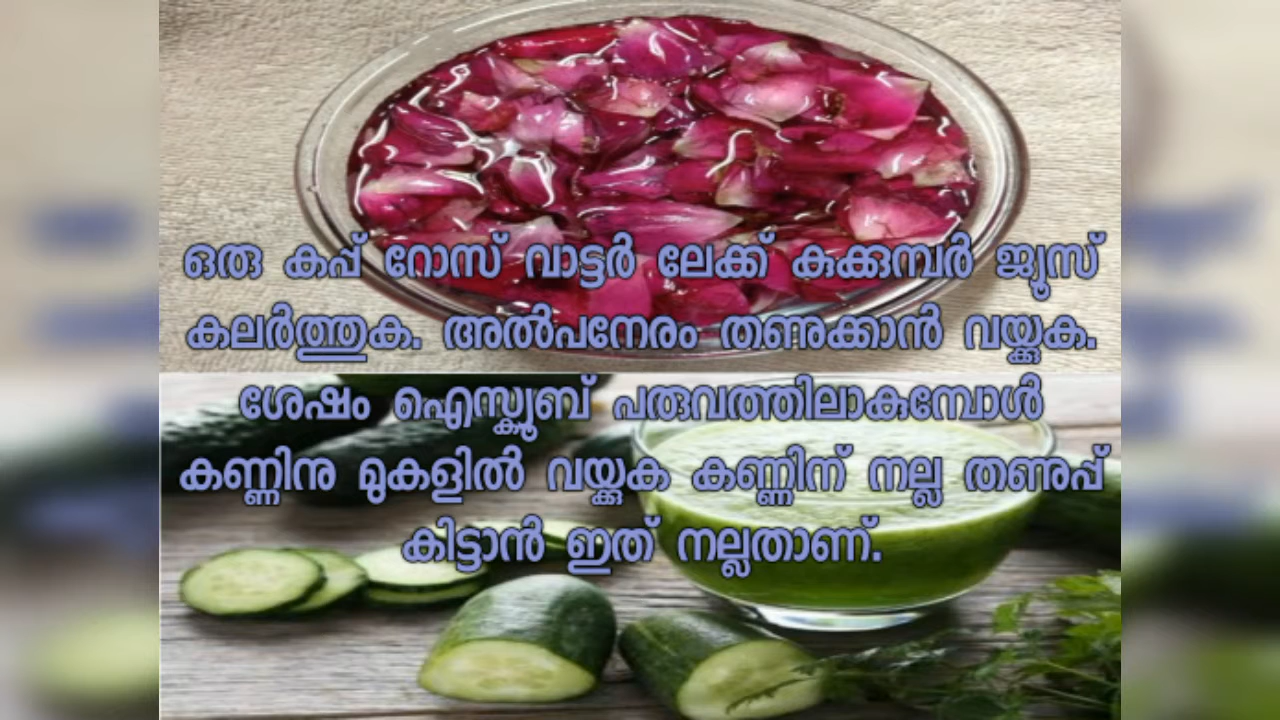 ഒരു കപ്പ് റോസ് വാട്ടർ ലേക്ക് കുക്കുമ്പർ ജ്യൂസ്
കലർത്തുക. അൽപനേരം തണുക്കാൻ വയ്ക്കുക.
ശേഷം ഐസ്ക്യൂബ് പരുവത്തിലാകുമ്പോൾ
കണ്ണിനു മുകളിൽ വയ്ക്കുക കണ്ണിന് നല്ല തണുപ്പ്
കിട്ടാൻ ഇത് നല്ലതാണ്.